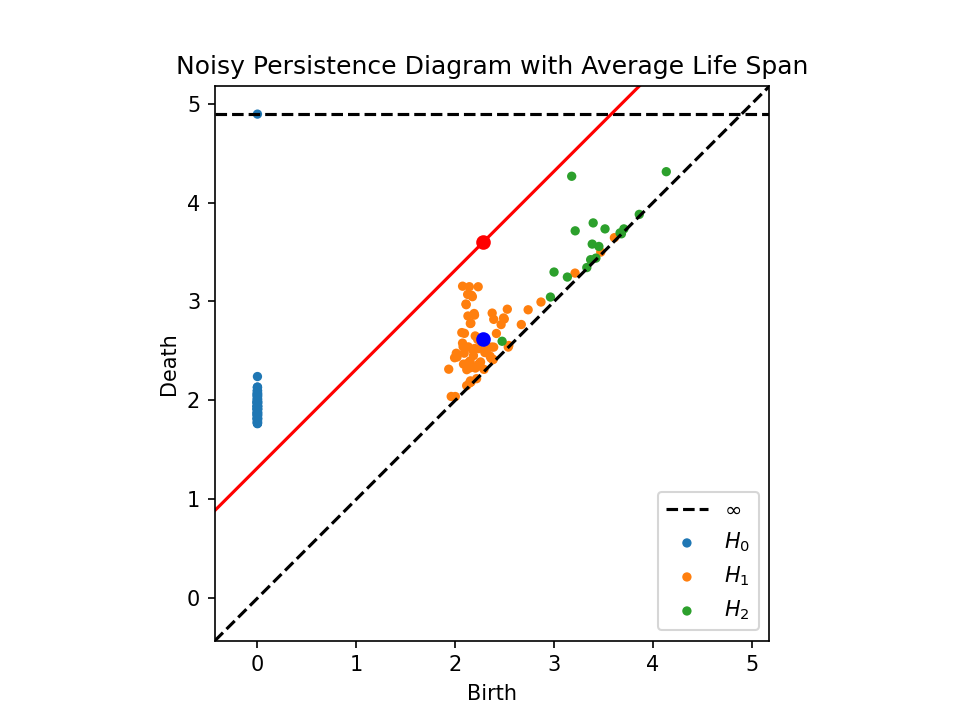 Noisy Persistence Diagram with Average Life Span
Death
5
4
3
2
1
0
0 1 2 3 4 5
Birth
∞
H₀
H₁
H₂